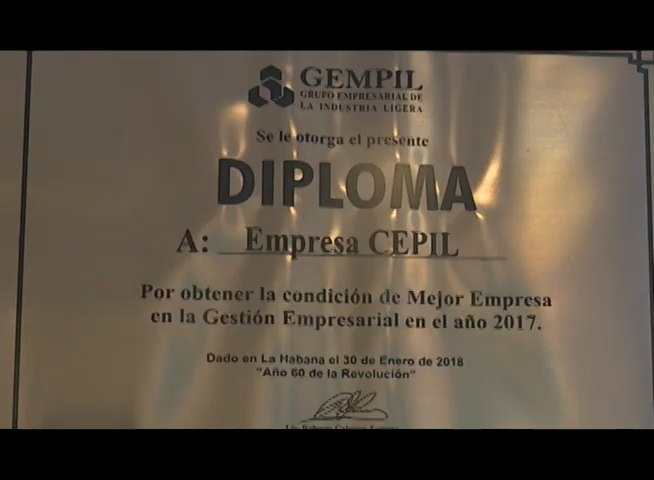 GEMPIL
GRUPO EMPRESARIAL DE
LA INDUSTRIA LIGERA
Se le otorga el presente
DIPLOMA
A: Empresa CEPIL
Por obtener la condición de Mejor Empresa
en la Gestión Empresarial en el año 2017.
Dado en La Habana el 30 de Enero de 2018
"Año 60 de la Revolución"